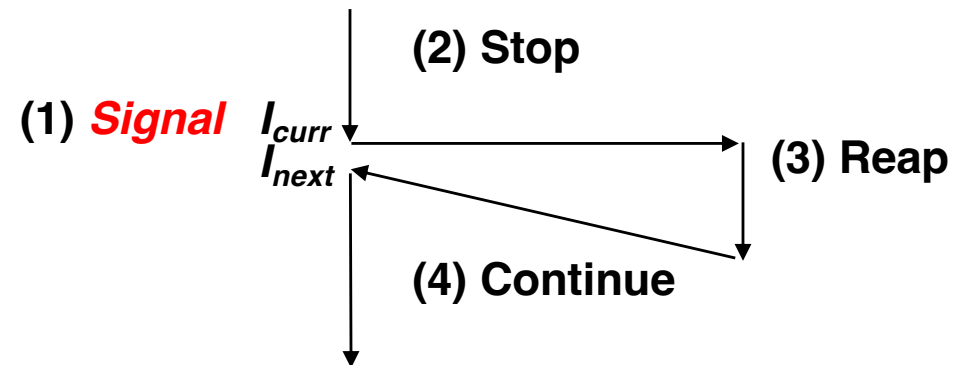 (2) Stop
(1) Signal I_curr
I_next
(3) Reap
(4) Continue